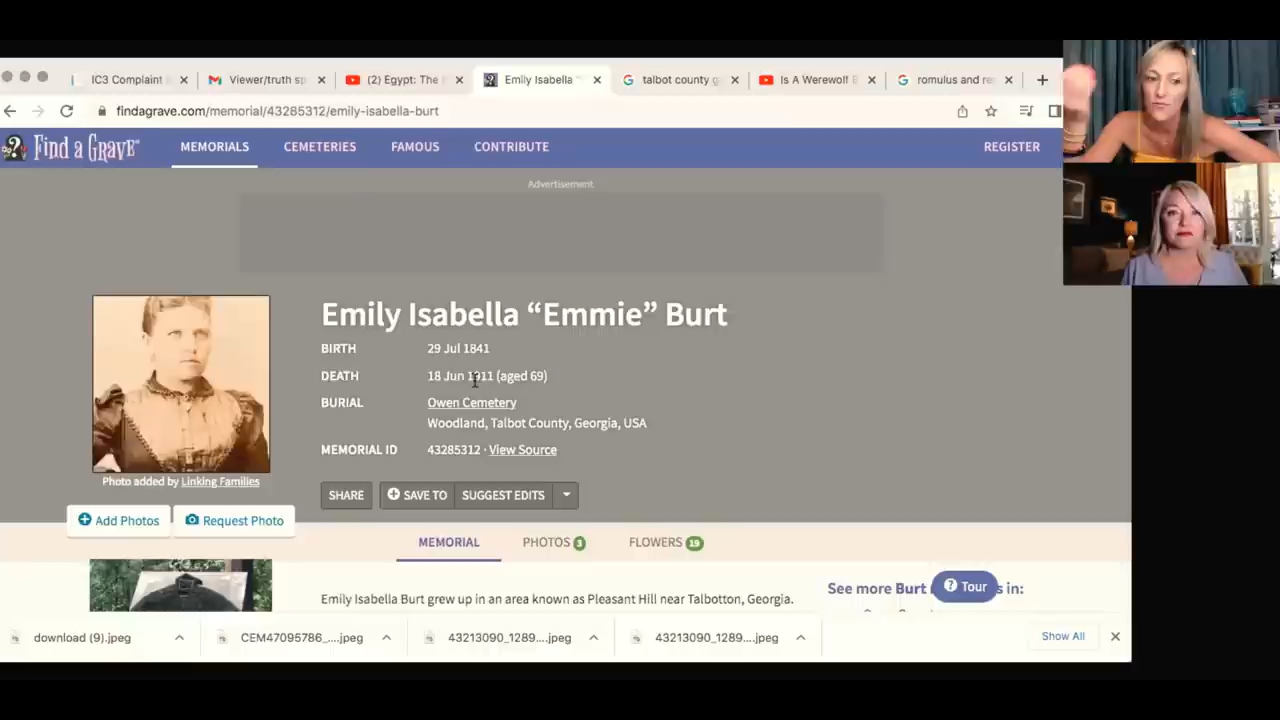 IC3 Complaint
Viewer/truth sp
(2) Egypt: The
Emily Isabella "
talbot county g
Is A Werewolf
romulus and re
findagrave.com/memorial/43285312/emily-isabella-burt
Find a Grave
MEMORIALS
CEMETERIES
FAMOUS
CONTRIBUTE
REGISTER
Advertisement
Emily Isabella “Emmie” Burt
BIRTH 29 Jul 1841
DEATH 18 Jun 1911 (aged 69)
BURIAL Owen Cemetery
Woodland, Talbot County, Georgia, USA
MEMORIAL ID 43285312 · View Source
Photo added by Linking Families
SHARE
SAVE TO
SUGGEST EDITS
Add Photos
Request Photo
MEMORIAL
PHOTOS 3
FLOWERS 19
Emily Isabella Burt grew up in an area known as Pleasant Hill near Talbotton, Georgia.
See more Burt s in:
Tour
download (9).jpeg
CEM47095786_....jpeg
43213090_1289....jpeg
43213090_1289....jpeg
Show All